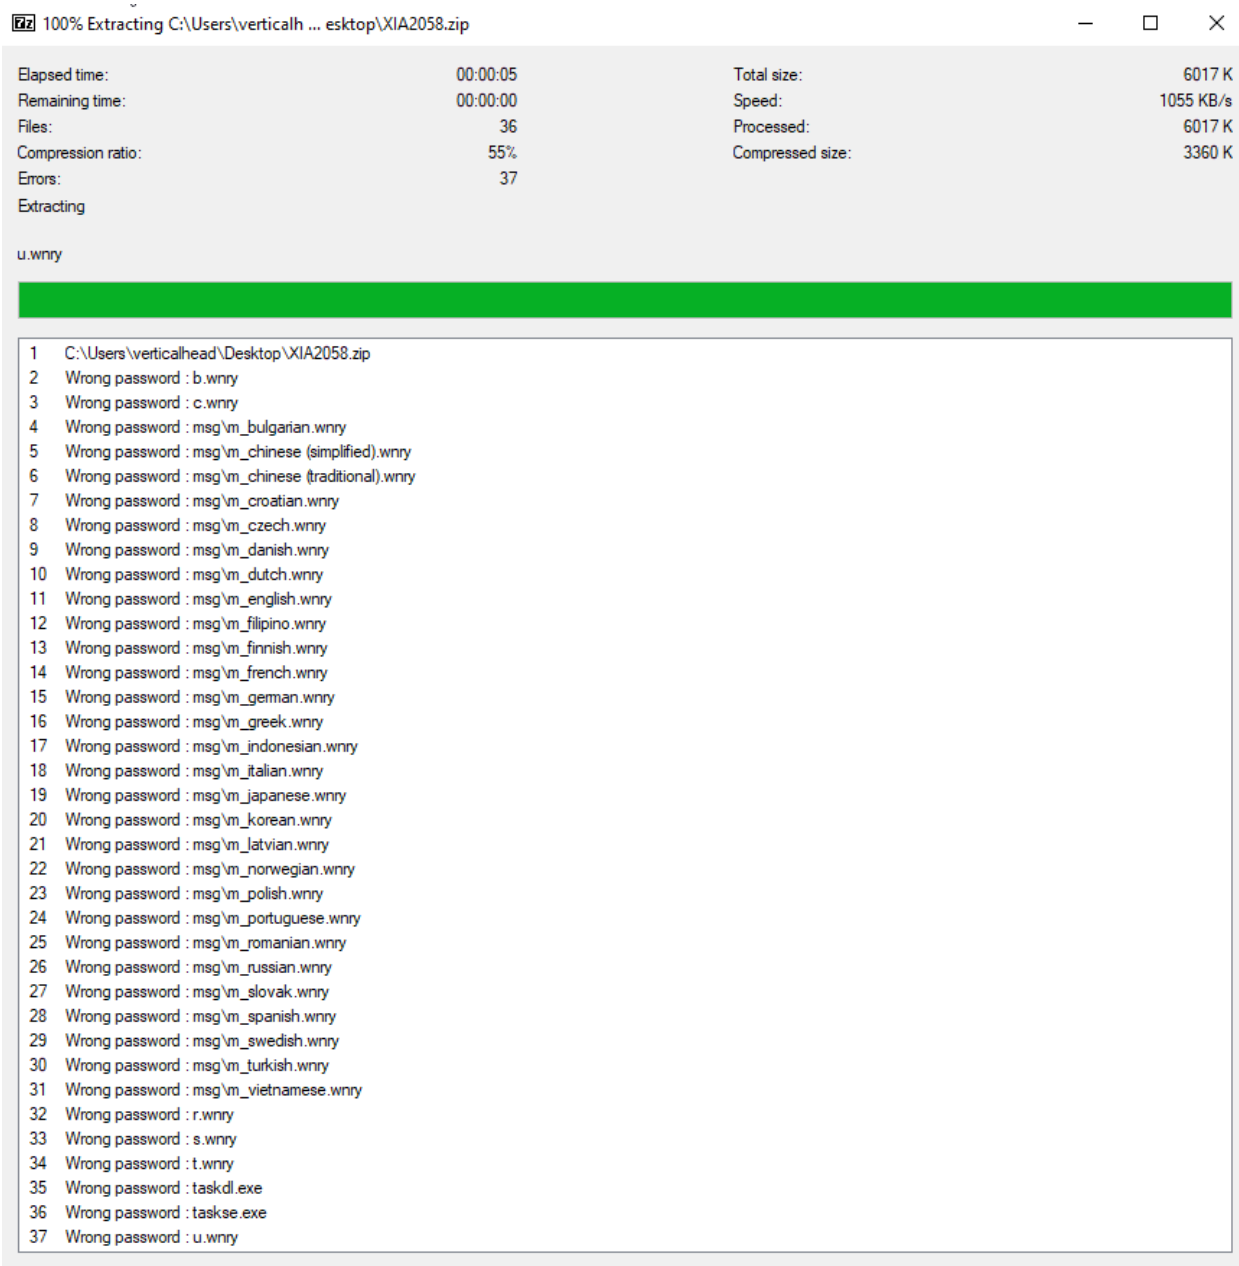 7z 100% Extracting C:\Users\verticalh ... esktop\XIA2058.zip
Elapsed time: 00:00:05 Total size: 6017 K
Remaining time: 00:00:00 Speed: 1055 KB/s
Files: 36 Processed: 6017 K
Compression ratio: 55% Compressed size: 3360 K
Errors: 37
Extracting
u.wnry
1 C:\Users\verticalhead\Desktop\XIA2058.zip
2 Wrong password : b.wnry
3 Wrong password : c.wnry
4 Wrong password : msg\m_bulgarian.wnry
5 Wrong password : msg\m_chinese (simplified).wnry
6 Wrong password : msg\m_chinese (traditional).wnry
7 Wrong password : msg\m_croatian.wnry
8 Wrong password : msg\m_czech.wnry
9 Wrong password : msg\m_danish.wnry
10 Wrong password : msg\m_dutch.wnry
11 Wrong password : msg\m_english.wnry
12 Wrong password : msg\m_filipino.wnry
13 Wrong password : msg\m_finnish.wnry
14 Wrong password : msg\m_french.wnry
15 Wrong password : msg\m_german.wnry
16 Wrong password : msg\m_greek.wnry
17 Wrong password : msg\m_indonesian.wnry
18 Wrong password : msg\m_italian.wnry
19 Wrong password : msg\m_japanese.wnry
20 Wrong password : msg\m_korean.wnry
21 Wrong password : msg\m_latvian.wnry
22 Wrong password : msg\m_norwegian.wnry
23 Wrong password : msg\m_polish.wnry
24 Wrong password : msg\m_portuguese.wnry
25 Wrong password : msg\m_romanian.wnry
26 Wrong password : msg\m_russian.wnry
27 Wrong password : msg\m_slovak.wnry
28 Wrong password : msg\m_spanish.wnry
29 Wrong password : msg\m_swedish.wnry
30 Wrong password : msg\m_turkish.wnry
31 Wrong password : msg\m_vietnamese.wnry
32 Wrong password : r.wnry
33 Wrong password : s.wnry
34 Wrong password : t.wnry
35 Wrong password : taskdl.exe
36 Wrong password : taskse.exe
37 Wrong password : u.wnry